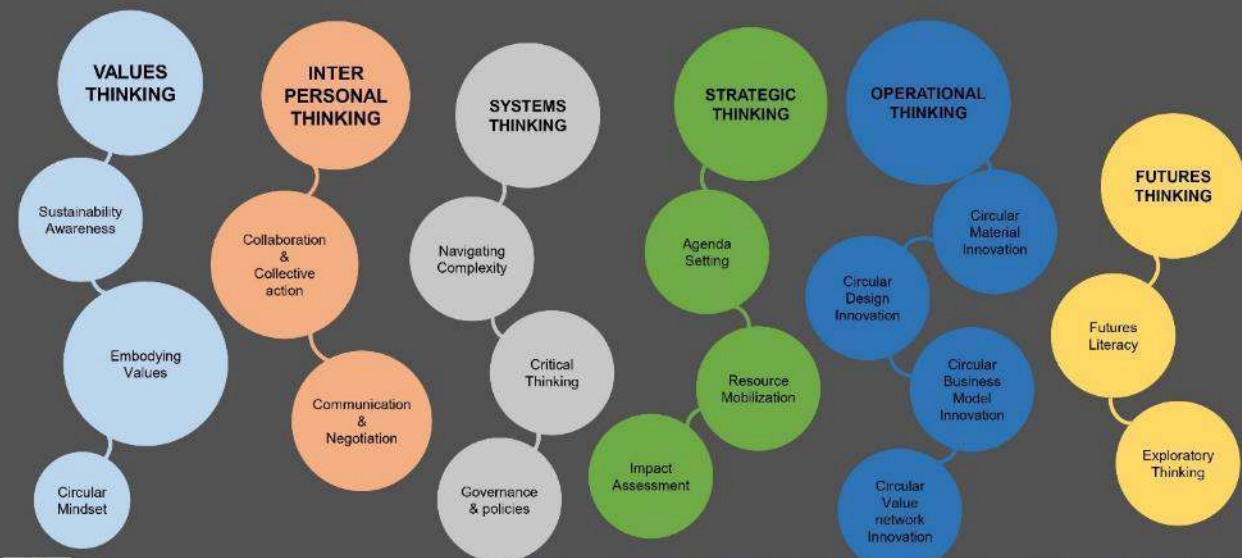 VALUES
THINKING
Sustainability
Awareness
Embodying
Values
Circular
Mindset
INTER
PERSONAL
THINKING
Collaboration
&
Collective
action
Communication
&
Negotiation
SYSTEMS
THINKING
Navigating
Complexity
Critical
Thinking
Governance
& policies
STRATEGIC
THINKING
Agenda
Setting
Resource
Mobilization
Impact
Assessment
OPERATIONAL
THINKING
Circular
Material
Innovation
Circular
Design
Innovation
Circular
Business
Model
Innovation
Circular
Value
network
Innovation
FUTURES
THINKING
Futures
Literacy
Exploratory
Thinking